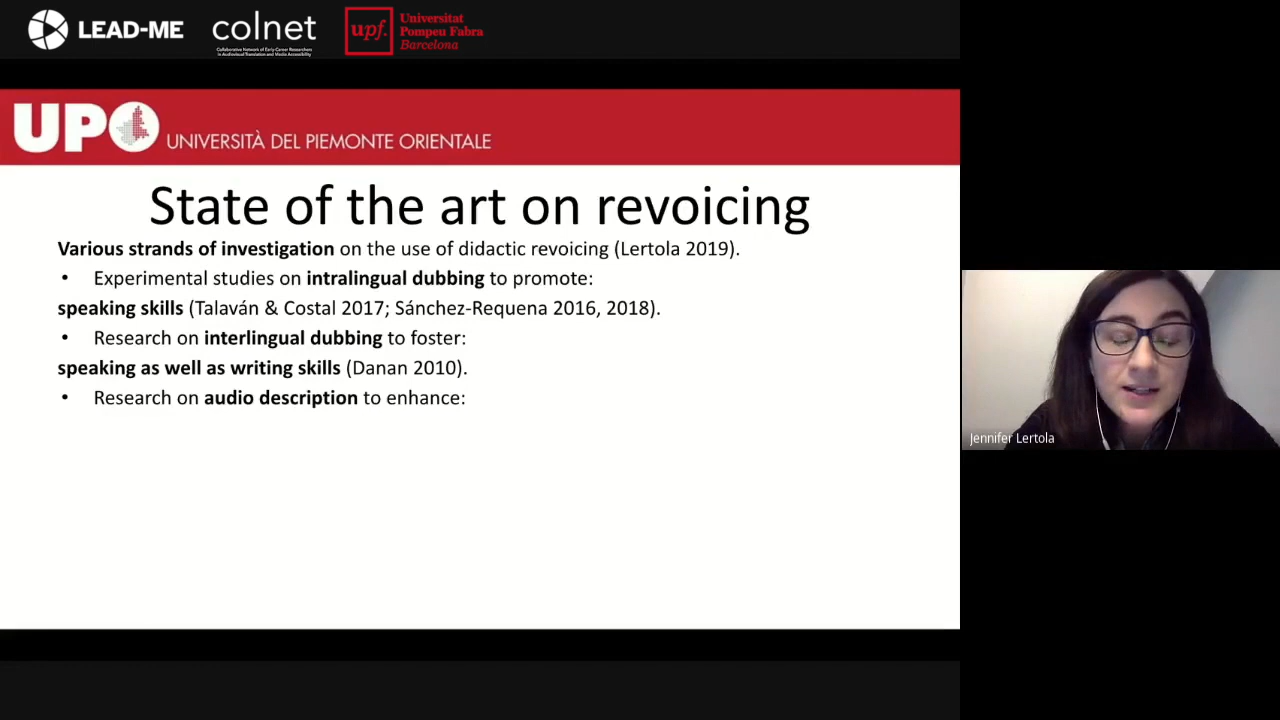 LEAD-ME
colnet
Collaborative Network of Early-Career Researchers
in Audiovisual Translation and Media Accessibility
upf.
Universitat
Pompeu Fabra
Barcelona
UPO
UNIVERSITÀ DEL PIEMONTE ORIENTALE
State of the art on revoicing
Various strands of investigation on the use of didactic revoicing (Lertola 2019).
• Experimental studies on intralingual dubbing to promote:
speaking skills (Talaván & Costal 2017; Sánchez-Requena 2016, 2018).
• Research on interlingual dubbing to foster:
speaking as well as writing skills (Danan 2010).
• Research on audio description to enhance:
Jennifer Lertola